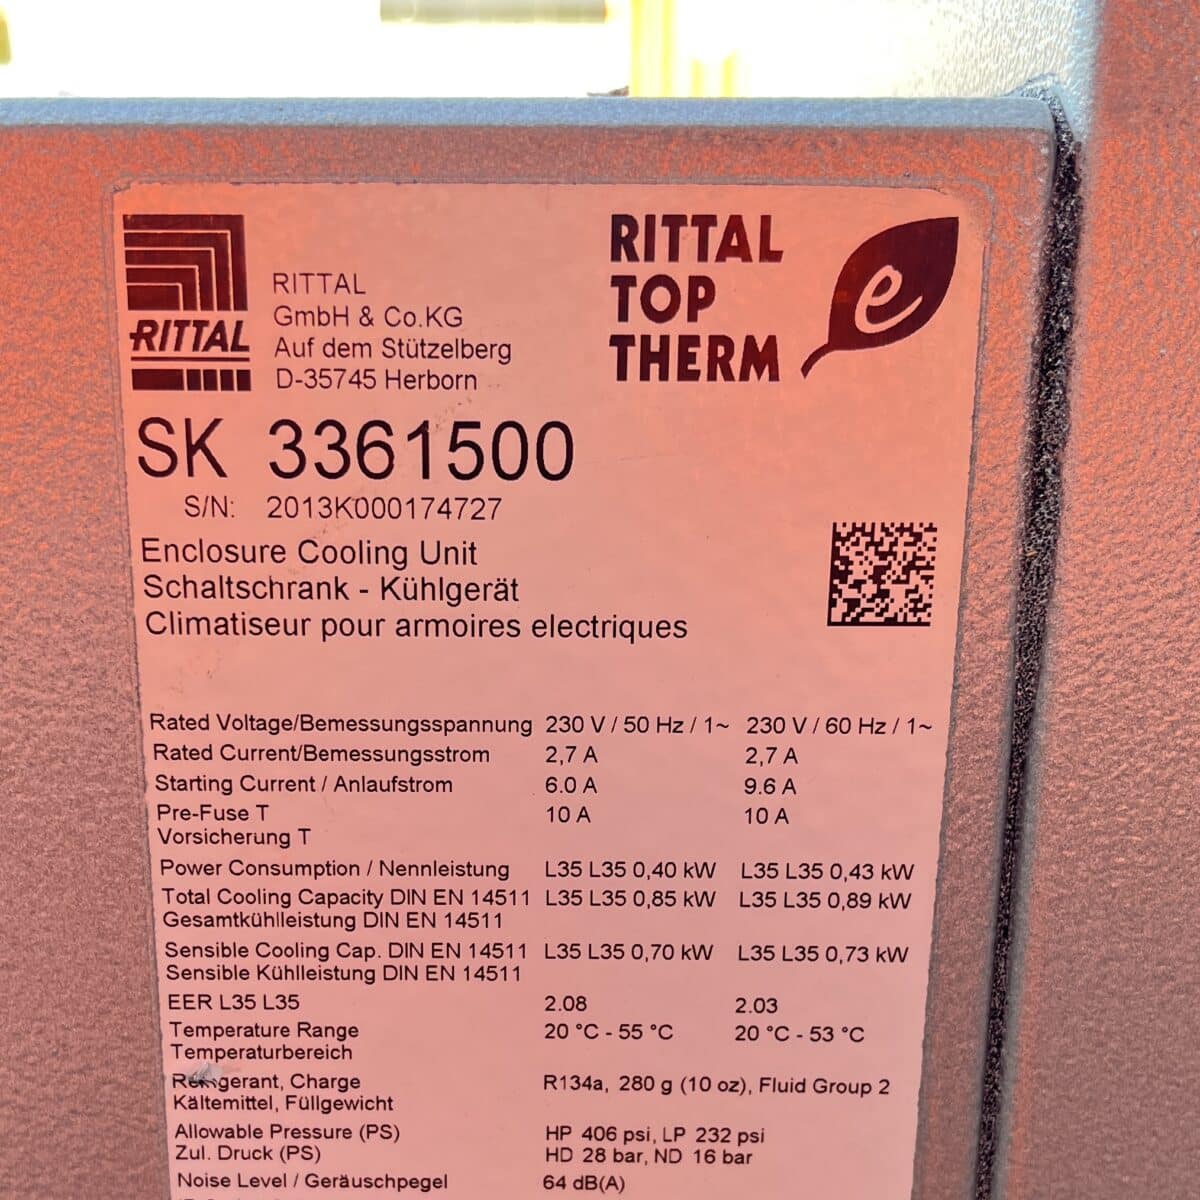 RITTAL
RITTAL
GmbH & Co.KG
Auf dem Stützelberg
D-35745 Herborn
RITTAL
TOP
THERM
e
SK 3361500
S/N: 2013K000174727
Enclosure Cooling Unit
Schaltschrank - Kühlgerät
Climatiseur pour armoires electriques
Rated Voltage/Bemessungsspannung 230 V / 50 Hz / 1~ 230 V / 60 Hz / 1~
Rated Current/Bemessungsstrom 2,7 A 2,7 A
Starting Current / Anlaufstrom 6.0 A 9.6 A
Pre-Fuse T 10 A 10 A
Vorsicherung T
Power Consumption / Nennleistung L35 L35 0,40 kW L35 L35 0,43 kW
Total Cooling Capacity DIN EN 14511 L35 L35 0,85 kW L35 L35 0,89 kW
Gesamtkühlleistung DIN EN 14511
Sensible Cooling Cap. DIN EN 14511 L35 L35 0,70 kW L35 L35 0,73 kW
Sensible Kühlleistung DIN EN 14511
EER L35 L35 2.08 2.03
Temperature Range 20 °C - 55 °C 20 °C - 53 °C
Temperaturbereich
Refrigerant, Charge R134a, 280 g (10 oz), Fluid Group 2
Kältemittel, Füllgewicht
Allowable Pressure (PS) HP 406 psi, LP 232 psi
Zul. Druck (PS) HD 28 bar, ND 16 bar
Noise Level / Geräuschpegel 64 dB(A)